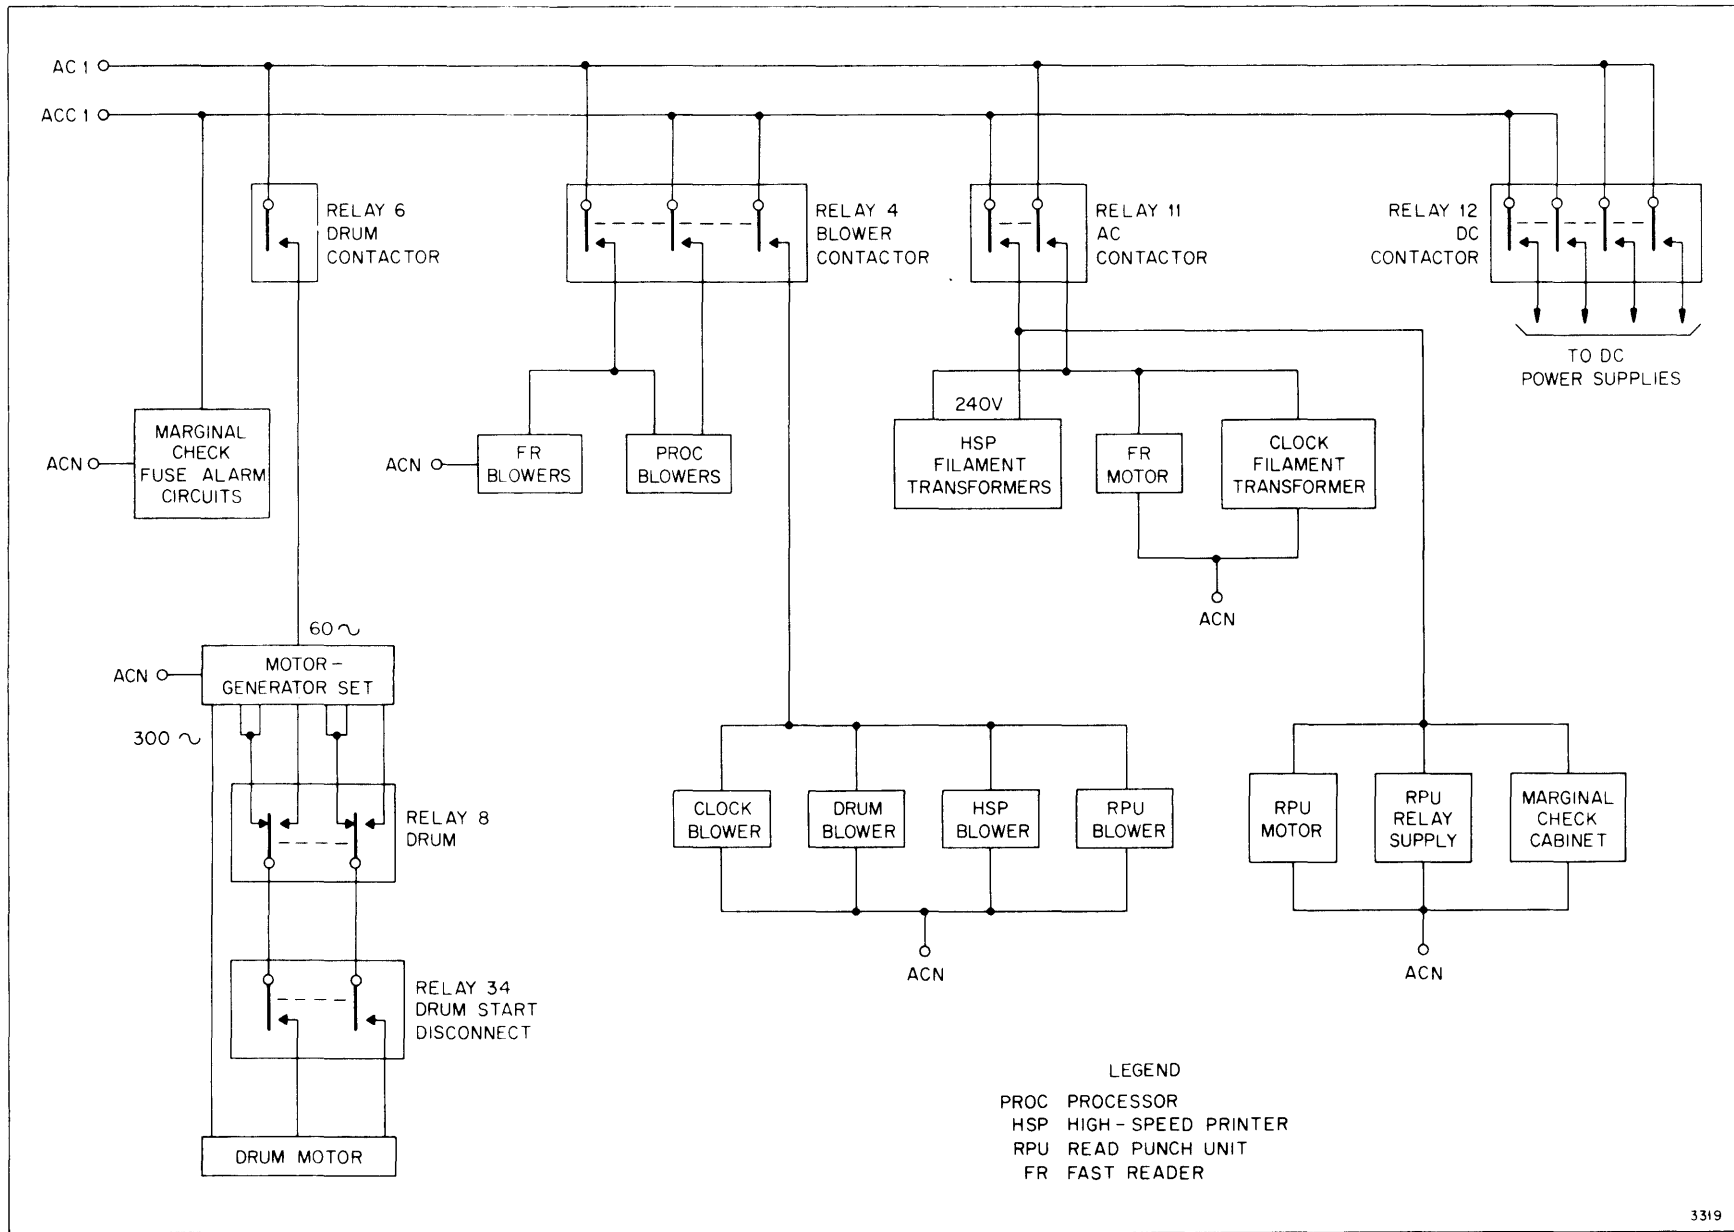 AC 1
ACC 1
RELAY 6
DRUM
CONTACTOR
RELAY 4
BLOWER
CONTACTOR
RELAY 11
AC
CONTACTOR
RELAY 12
DC
CONTACTOR
TO DC
POWER SUPPLIES
MARGINAL
CHECK
FUSE ALARM
CIRCUITS
ACN
ACN
FR
BLOWERS
PROC
BLOWERS
240V
HSP
FILAMENT
TRANSFORMERS
FR
MOTOR
CLOCK
FILAMENT
TRANSFORMER
ACN
60~
ACN
MOTOR-
GENERATOR SET
300~
RELAY 8
DRUM
CLOCK
BLOWER
DRUM
BLOWER
HSP
BLOWER
RPU
BLOWER
ACN
RPU
MOTOR
RPU
RELAY
SUPPLY
MARGINAL
CHECK
CABINET
ACN
RELAY 34
DRUM START
DISCONNECT
DRUM MOTOR
LEGEND
PROC PROCESSOR
HSP HIGH-SPEED PRINTER
RPU READ PUNCH UNIT
FR FAST READER
3319